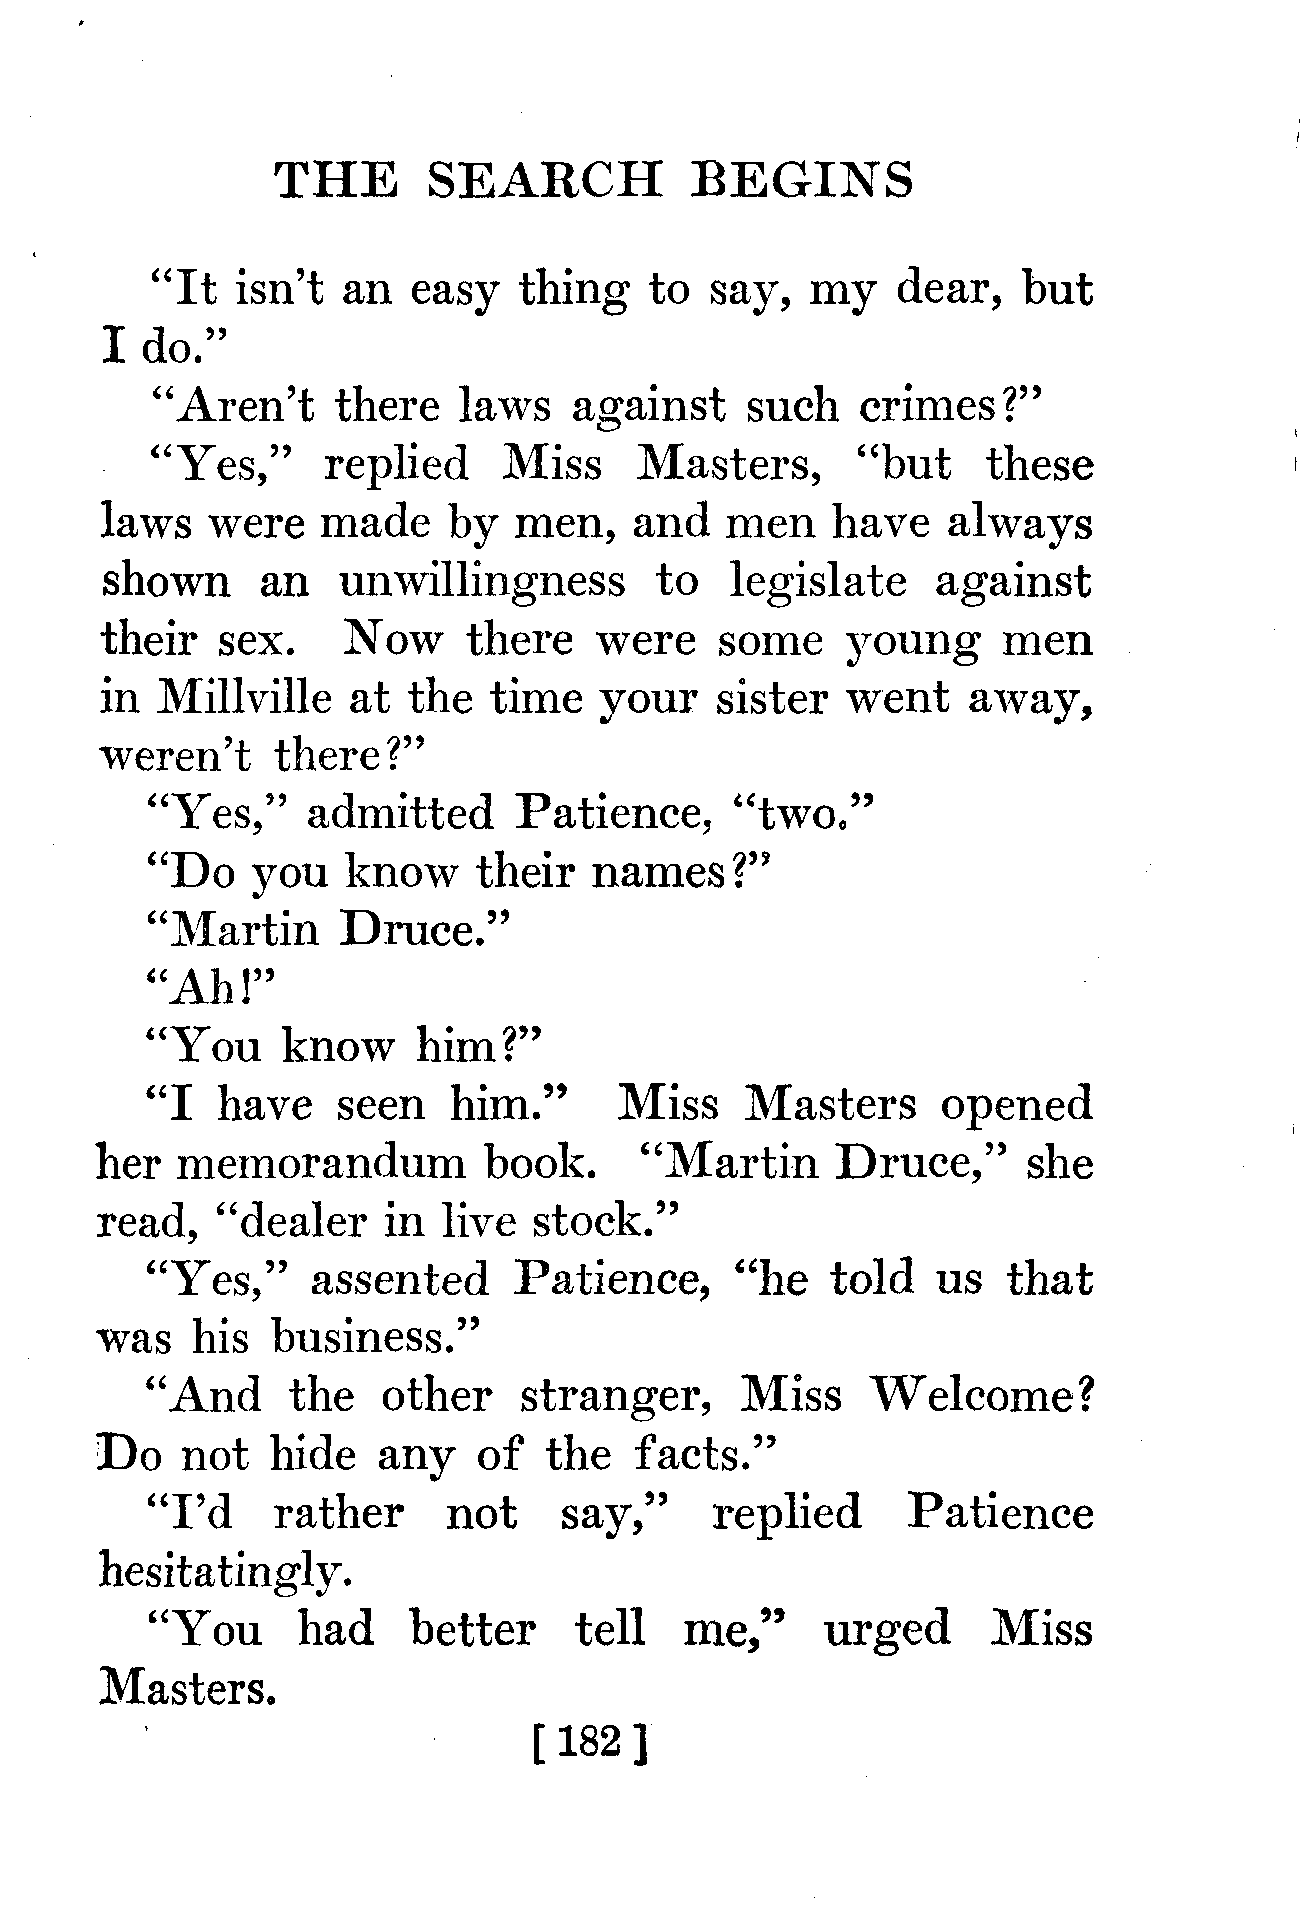 THE SEARCH BEGINS
“It isn’t an easy thing to say, my dear, but
I do.”
“Aren’t there laws against such crimes?”
“Yes,” replied Miss Masters, “but these
laws were made by men, and men have always
shown an unwillingness to legislate against
their sex. Now there were some young men
in Millville at the time your sister went away,
weren’t there?”
“Yes,” admitted Patience, “two.”
“Do you know their names?”
“Martin Druce.”
“Ah!”
“You know him?”
“I have seen him.” Miss Masters opened
her memorandum book. “Martin Druce,” she
read, “dealer in live stock.”
“Yes,” assented Patience, “he told us that
was his business.”
“And the other stranger, Miss Welcome?
Do not hide any of the facts.”
“I’d rather not say,” replied Patience
hesitatingly.
“You had better tell me,” urged Miss
Masters.
[ 182 ]